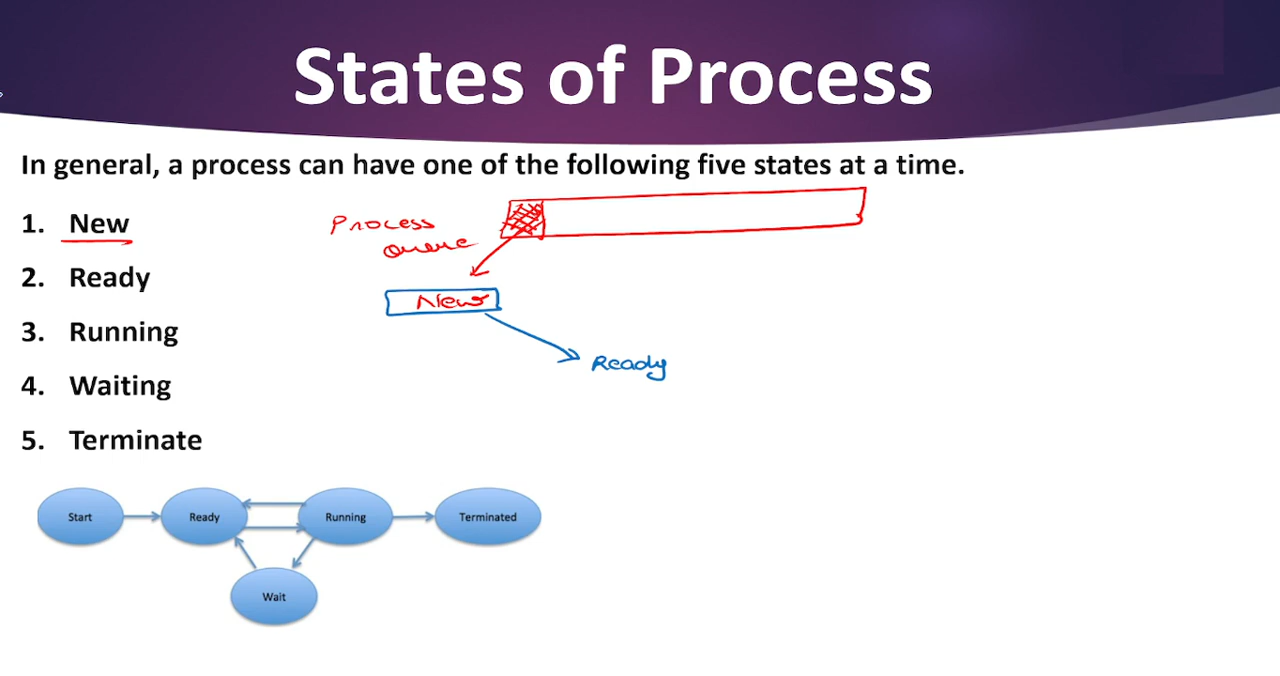 States of Process
In general, a process can have one of the following five states at a time.
1. New
2. Ready
3. Running
4. Waiting
5. Terminate
Process
Queue
New
Ready
Start
Ready
Running
Terminated
Wait